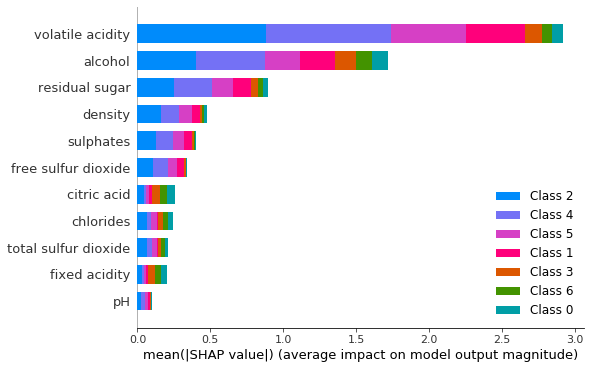 volatile acidity
alcohol
residual sugar
density
sulphates
free sulfur dioxide
citric acid
chlorides
total sulfur dioxide
fixed acidity
pH
Class 2
Class 4
Class 5
Class 1
Class 3
Class 6
Class 0
0.0 0.5 1.0 1.5 2.0 2.5 3.0
mean(|SHAP value|) (average impact on model output magnitude)